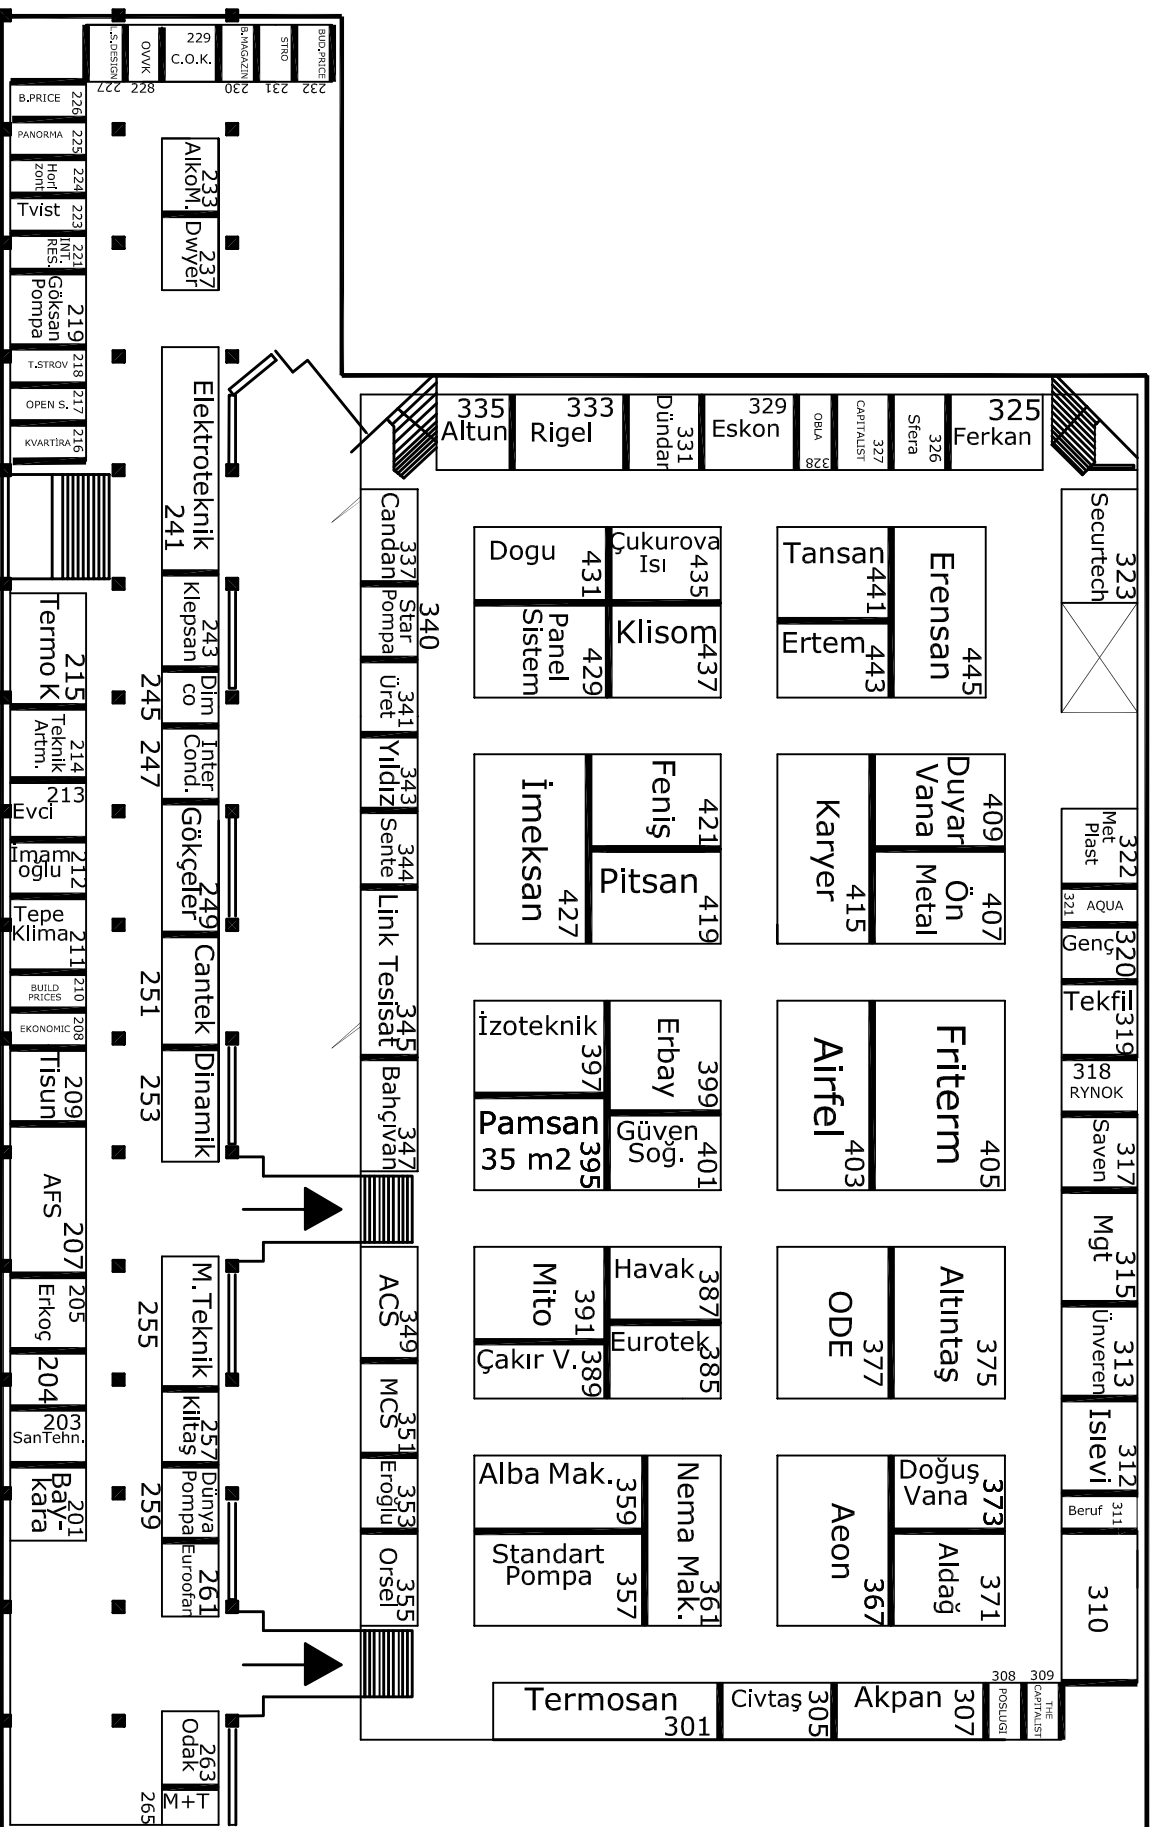 L.S.DESIGN
227
OVVK
228
229
C.O.K.
B.MAGAZIN
230
STRO
231
BUD.PRICE
232
B.PRICE
226
PANORMA
225
Hori
zont
224
Tvist
223
INT.
RES.
221
Göksan
Pompa
219
T.STROV
218
OPEN S.
217
KVARTİRA
216
AlkoM.
233
Dwyer
237
Elektroteknik
241
Klepsan
243
Dim
co
245
Inter
Cond.
247
Gökçeler
249
Cantek
251
Dinamik
253
M.Teknik
255
Kiltaş
257
Dünya
Pompa
259
Euroofan
261
Odak
263
M+T
265
Termo K
215
Teknik
Artm.
214
213
Evci
İmam
oğlu
212
Tepe
Klima
211
BUILD
PRICES
210
EKONOMIC
208
Tisun
209
AFS
207
Erkoç
205
204
203
SanTehn.
Bay-
kara
201
335
Altun
333
Rigel
Dündar
331
329
Eskon
OBLA
328
CAPITALIST
327
Sfera
326
325
Ferkan
Candan
337
Star
Pompa
340
Üret
341
Yıldız
343
Sente
344
Link Tesisat
345
Bahçıvan
347
ACS
349
MCS
351
Eroğlu
353
Orsel
355
Dogu
431
Çukurova
Isı
435
Panel
Sistem
429
Klisom
437
Tansan
441
Ertem
443
Erensan
445
İmeksan
427
Feniş
421
Pitsan
419
Karyer
415
Duyar
Vana
409
Ön
Metal
407
İzoteknik
397
Erbay
399
Pamsan
35 m2
395
Güven
Soğ.
401
Airfel
403
Friterm
405
Mito
391
Havak
387
Çakır V.
389
Eurotek
385
ODE
377
Altıntaş
375
Alba Mak.
359
Standart
Pompa
357
Nema Mak.
361
Aeon
367
Doğuş
Vana
373
Aldağ
371
Securtech
323
Met
Plast
322
AQUA
321
Genç
320
Tekfil
319
318
RYNOK
Saven
317
Mgt
315
Ünveren
313
Isıevi
312
Beruf
311
310
Termosan
301
Civtaş
305
Akpan
307
308
POSLUGI
309
THE
CAPITALIST